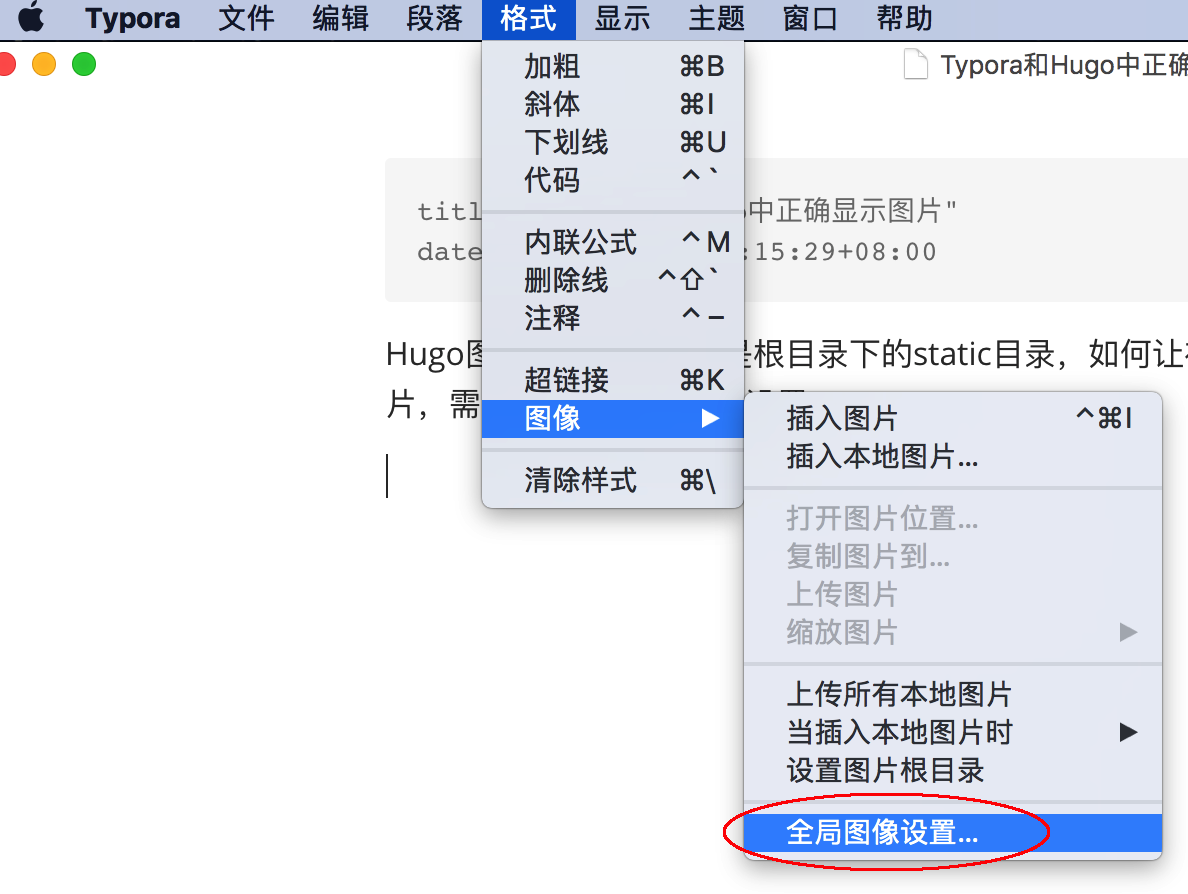 Typora 文件 编辑 段落 格式 显示 主题 窗口 帮助
Typora和Hugo中正确
加粗 ⌘B
斜体 ⌘I
下划线 ⌘U
代码 ^`
内联公式 ^M
删除线 ^⇧`
注释 ^–
超链接 ⌘K
图像 ▶
清除样式 ⌘\
titl
中正确显示图片"
date
:15:29+08:00
Hugo图
是根目录下的static目录，如何让
片，需
插入图片 ^⌘I
插入本地图片...
打开图片位置...
复制图片到...
上传图片
缩放图片 ▶
上传所有本地图片
当插入本地图片时 ▶
设置图片根目录
全局图像设置...